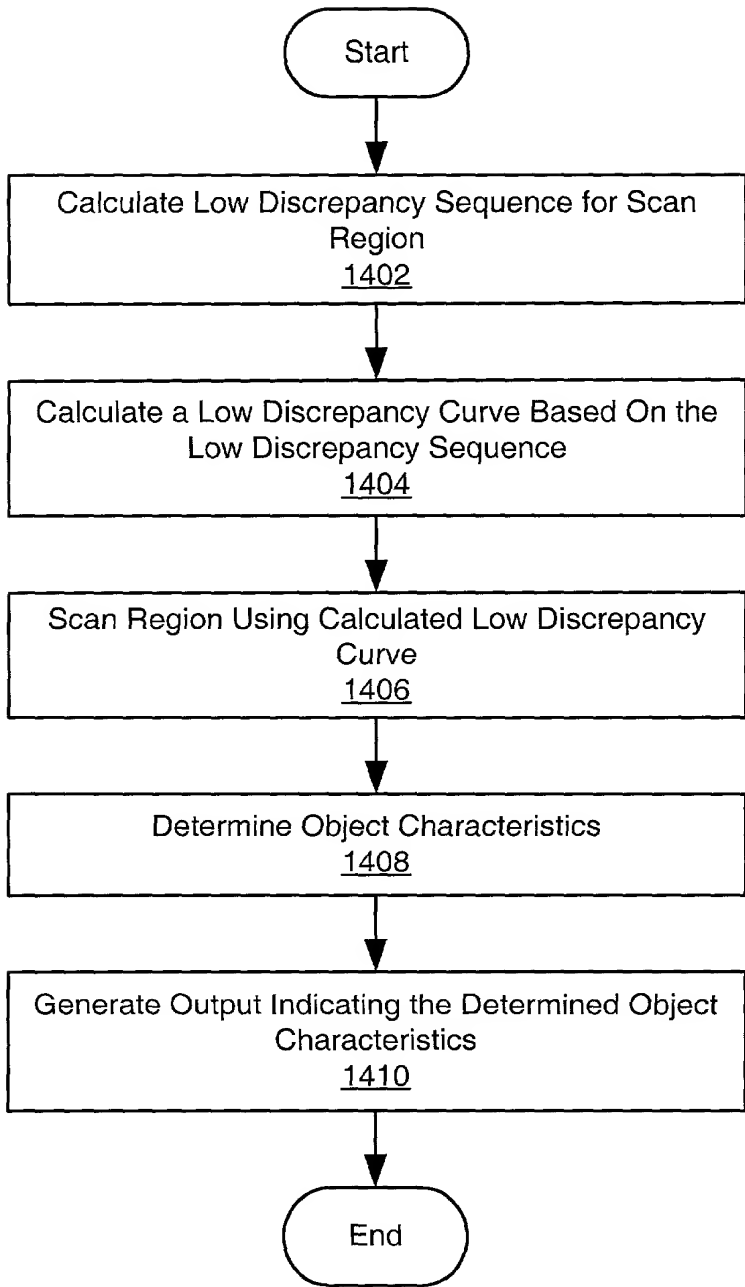 Start
Calculate Low Discrepancy Sequence for Scan
Region
1402
Calculate a Low Discrepancy Curve Based On the
Low Discrepancy Sequence
1404
Scan Region Using Calculated Low Discrepancy
Curve
1406
Determine Object Characteristics
1408
Generate Output Indicating the Determined Object
Characteristics
1410
End